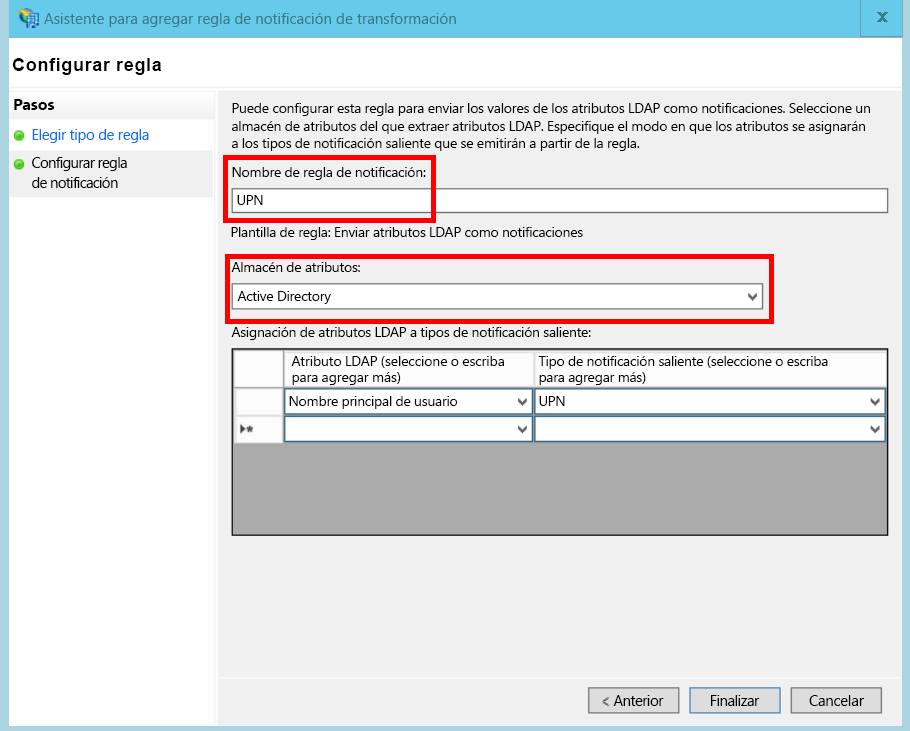 Asistente para agregar regla de notificación de transformación
x
Configurar regla
Pasos
Elegir tipo de regla
Configurar regla
de notificación
Puede configurar esta regla para enviar los valores de los atributos LDAP como notificaciones. Seleccione un
almacén de atributos del que extraer atributos LDAP. Especifique el modo en que los atributos se asignarán
a los tipos de notificación saliente que se emitirán a partir de la regla.
Nombre de regla de notificación:
UPN
Plantilla de regla: Enviar atributos LDAP como notificaciones
Almacén de atributos:
Active Directory
Asignación de atributos LDAP a tipos de notificación saliente:
Atributo LDAP (seleccione o escriba
para agregar más)
Tipo de notificación saliente (seleccione o escriba
para agregar más)
Nombre principal de usuario
UPN
< Anterior
Finalizar
Cancelar